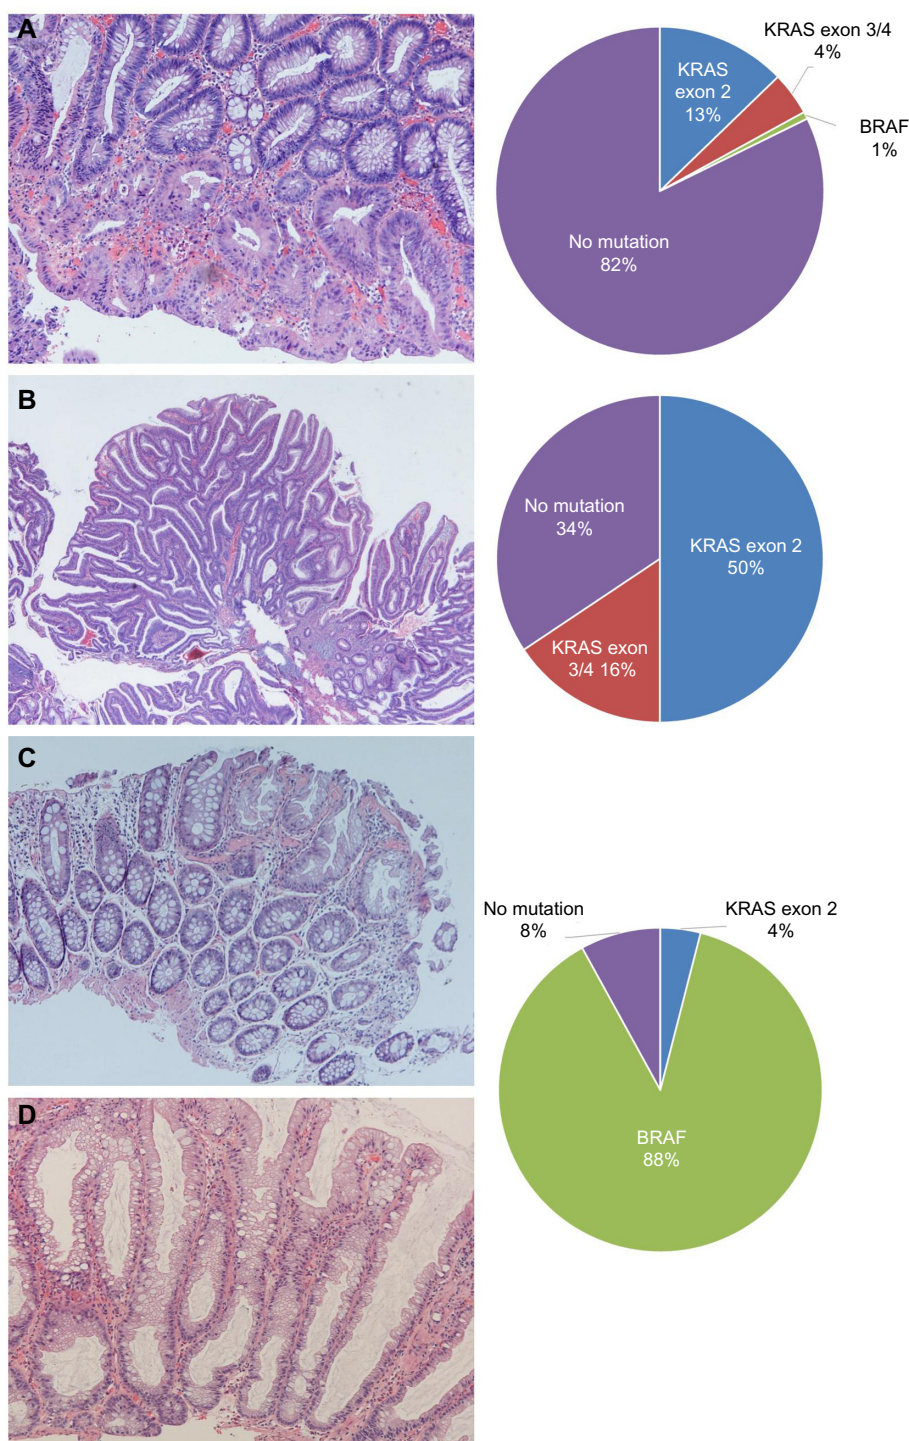 A
KRAS exon 3/4
4%
KRAS
exon 2
13%
BRAF
1%
No mutation
82%
B
No mutation
34%
KRAS exon 2
50%
KRAS exon
3/4 16%
C
No mutation
8%
KRAS exon 2
4%
BRAF
88%
D